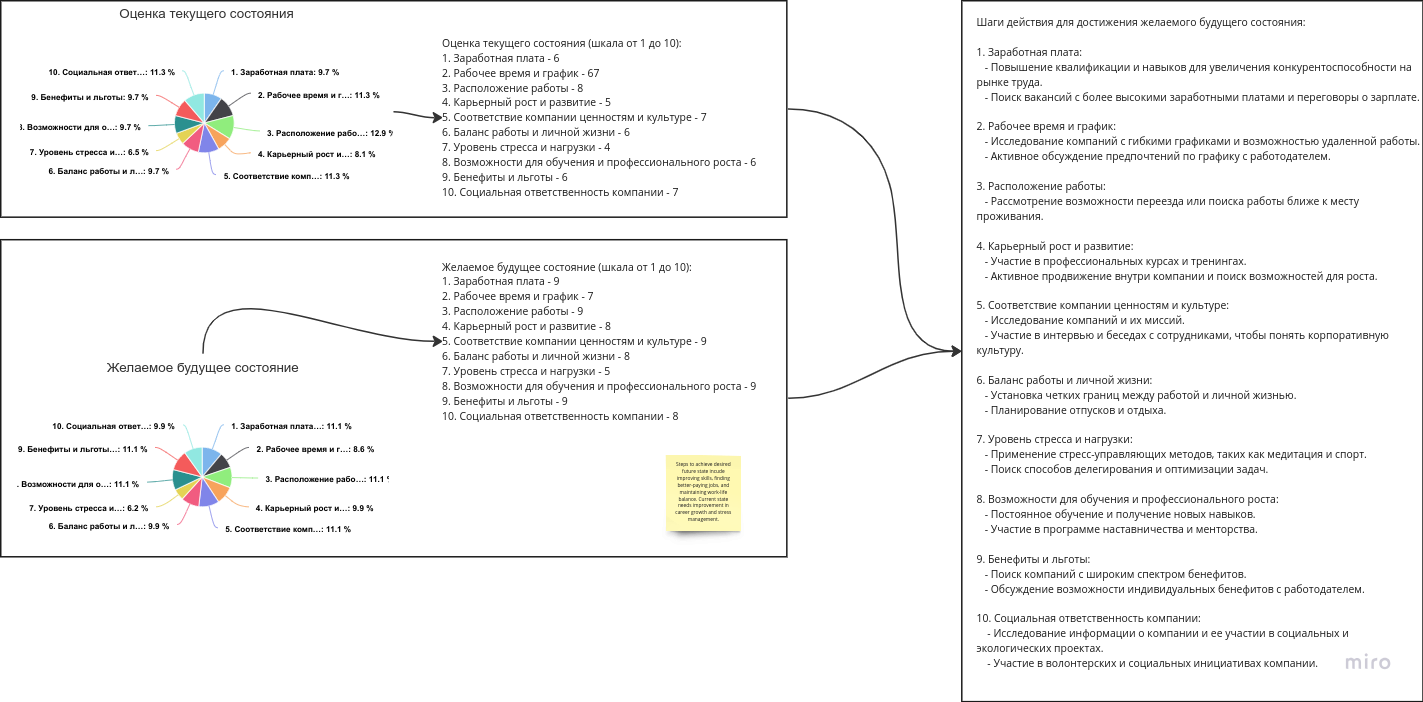 Оценка текущего состояния
10. Социальная ответ...: 11.3 %
1. Заработная плата: 9.7 %
9. Бенефиты и льготы: 9.7 %
2. Рабочее время и г...: 11.3 %
3. Возможности для о...: 9.7 %
3. Расположение рабо...: 12.9 %
7. Уровень стресса и...: 6.5 %
4. Карьерный рост и...: 8.1 %
6. Баланс работы и л...: 9.7 %
5. Соответствие комп...: 11.3 %
Оценка текущего состояния (шкала от 1 до 10):
1. Заработная плата - 6
2. Рабочее время и график - 67
3. Расположение работы - 8
4. Карьерный рост и развитие - 5
5. Соответствие компании ценностям и культуре - 7
6. Баланс работы и личной жизни - 6
7. Уровень стресса и нагрузки - 4
8. Возможности для обучения и профессионального роста - 6
9. Бенефиты и льготы - 6
10. Социальная ответственность компании - 7
Желаемое будущее состояние
10. Социальная ответ...: 9.9 %
1. Заработная плата...: 11.1 %
9. Бенефиты и льготы...: 11.1 %
2. Рабочее время и г...: 8.6 %
. Возможности для о...: 11.1 %
3. Расположение рабо...: 11.1
7. Уровень стресса и...: 6.2 %
4. Карьерный рост и...: 9.9 %
6. Баланс работы и л...: 9.9 %
5. Соответствие комп...: 11.1 %
Желаемое будущее состояние (шкала от 1 до 10):
1. Заработная плата - 9
2. Рабочее время и график - 7
3. Расположение работы - 9
4. Карьерный рост и развитие - 8
5. Соответствие компании ценностям и культуре - 9
6. Баланс работы и личной жизни - 8
7. Уровень стресса и нагрузки - 5
8. Возможности для обучения и профессионального роста - 9
9. Бенефиты и льготы - 9
10. Социальная ответственность компании - 8
Steps to achieve desired
future state incude
improving skills, finding
better-paying jobs, and
maintaining work-life
balance. Current state
needs improvement in
career growth and stress
management.
Шаги действия для достижения желаемого будущего состояния:
1. Заработная плата:
- Повышение квалификации и навыков для увеличения конкурентоспособности на
рынке труда.
- Поиск вакансий с более высокими заработными платами и переговоры о зарплате.
2. Рабочее время и график:
- Исследование компаний с гибкими графиками и возможностью удаленной работы.
- Активное обсуждение предпочтений по графику с работодателем.
3. Расположение работы:
- Рассмотрение возможности переезда или поиска работы ближе к месту
проживания.
4. Карьерный рост и развитие:
- Участие в профессиональных курсах и тренингах.
- Активное продвижение внутри компании и поиск возможностей для роста.
5. Соответствие компании ценностям и культуре:
- Исследование компании и их миссий.
- Участие в интервью и беседах с сотрудниками, чтобы понять корпоративную
культуру.
6. Баланс работы и личной жизни:
- Установка четких границ между работой и личной жизнью.
- Планирование отпусков и отдыха.
7. Уровень стресса и нагрузки:
- Применение стресс-управляющих методов, таких как медитация и спорт.
- Поиск способов делегирования и оптимизации задач.
8. Возможности для обучения и профессионального роста:
- Постоянное обучение и получение новых навыков.
- Участие в программе наставничества и менторства.
9. Бенефиты и льготы:
- Поиск компаний с широким спектром бенефитов.
- Обсуждение возможности индивидуальных бенефитов с работодателем.
10. Социальная ответственность компании:
- Исследование информации о компании и ее участии в социальных и
экологических проектах.
- Участие в волонтерских и социальных инициативах компании.
miro